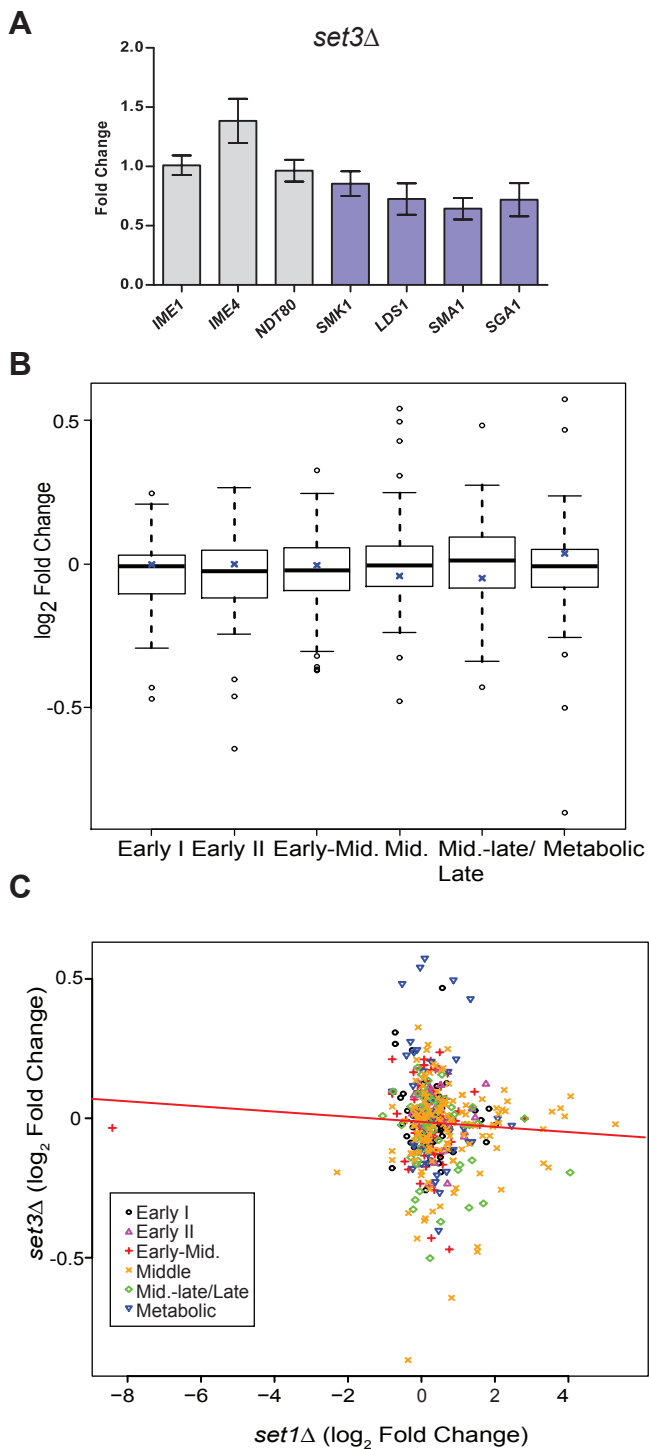 A
set3Δ
Fold Change
2.0
1.5
1.0
0.5
0.0
IME1
IME4
NDT80
SMK1
LDS1
SMA1
SGA1
B
log2 Fold Change
0.5
0
-0.5
Early I
Early II
Early-Mid.
Mid.
Mid.-late/
Late
Metabolic
C
set3Δ (log2 Fold Change)
0.5
0
-0.5
Early I
Early II
Early-Mid.
Middle
Mid.-late/Late
Metabolic
−8
−6
−4
−2
0
2
4
set1Δ (log2 Fold Change)